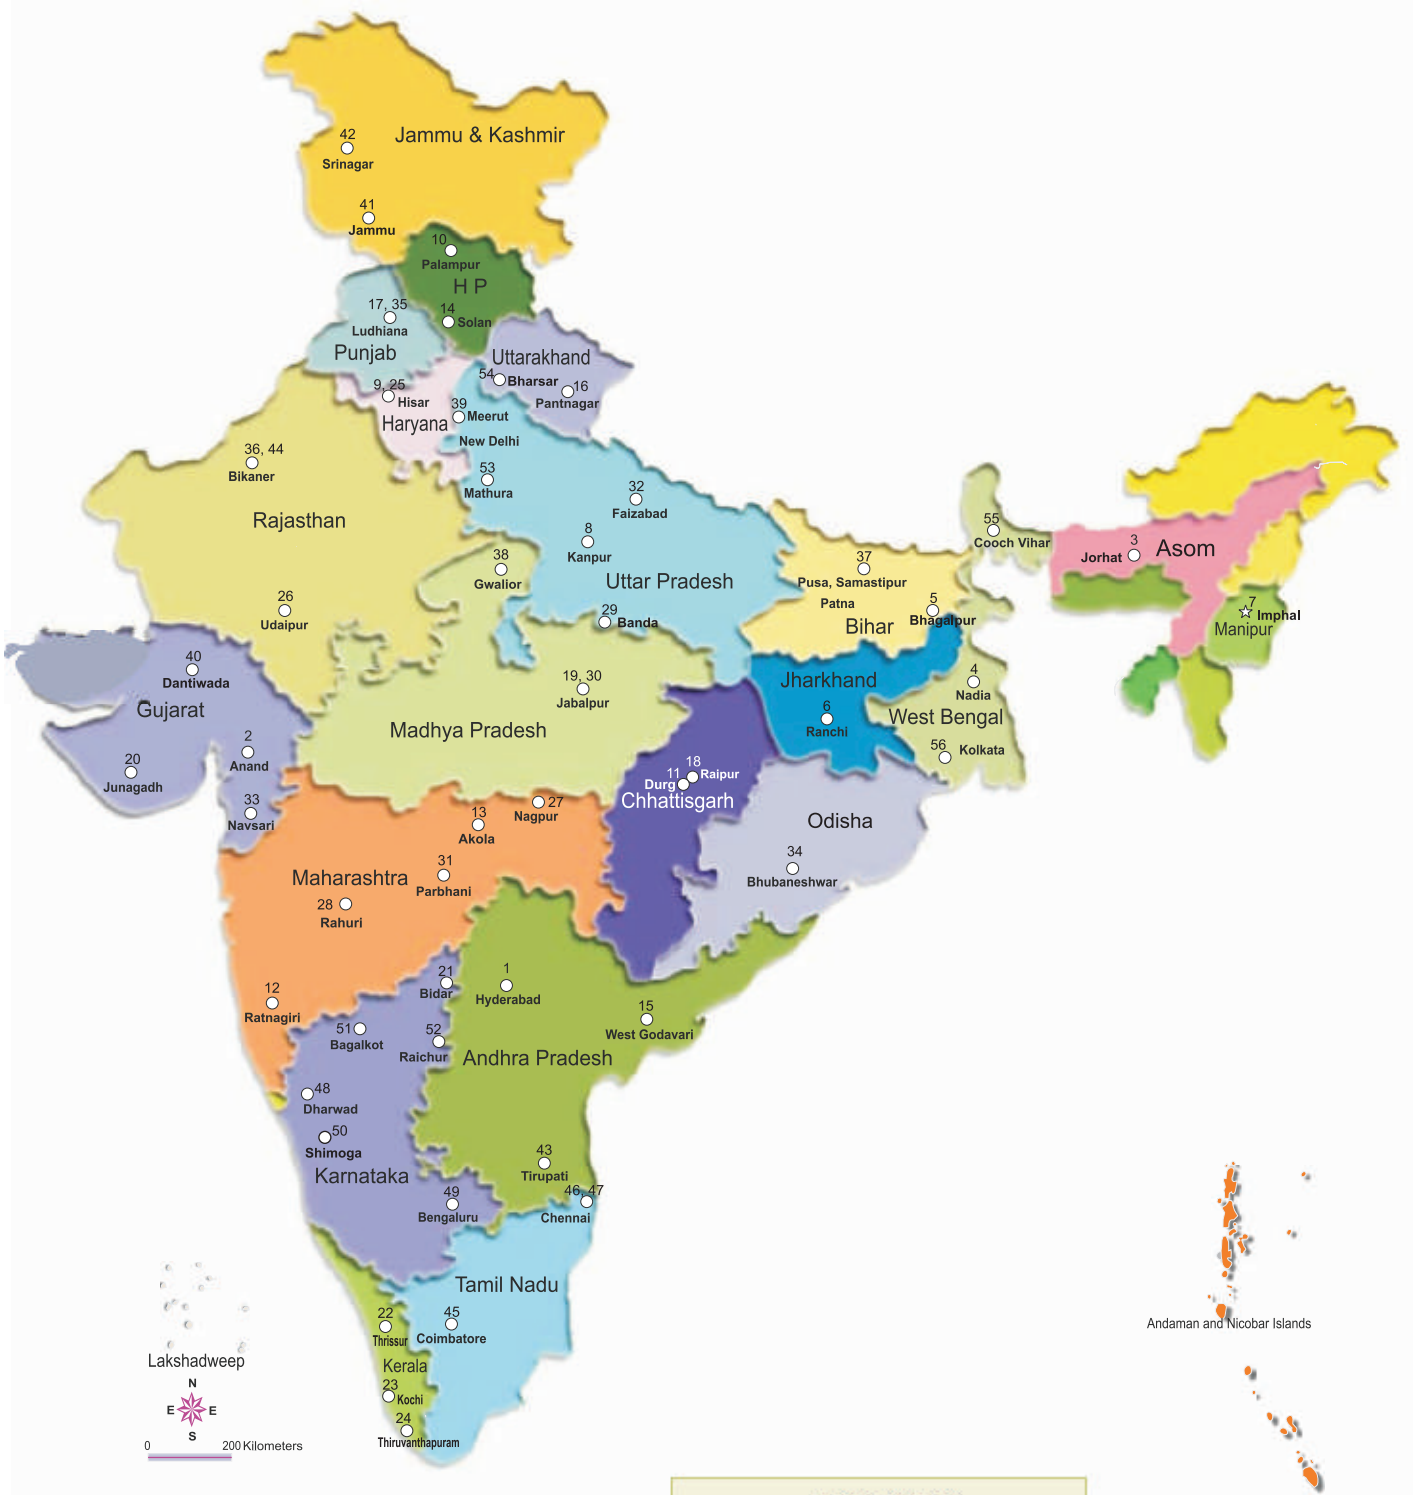 42
Jammu & Kashmir
Srinagar
41
Jammu
10
Palampur
H P
17, 35
14
Solan
Ludhiana
Punjab
Uttarakhand
54
Bharsar
16
Pantnagar
9, 25
Hisar
39
Meerut
Haryana
New Delhi
36, 44
Bikaner
53
Mathura
32
Faizabad
Rajasthan
8
Kanpur
55
Cooch Vihar
3
Jorhat
Asom
38
Gwalior
Uttar Pradesh
37
Pusa, Samastipur
Patna
5
Bhagalpur
Bihar
7
Imphal
Manipur
26
Udaipur
29
Banda
40
Dantiwada
Gujarat
19, 30
Jabalpur
Jharkhand
4
Nadia
6
Ranchi
West Bengal
Madhya Pradesh
2
Anand
56
Kolkata
20
Junagadh
18
11
Raipur
Durg
Chhattisgarh
33
Navsari
27
Nagpur
13
Akola
Odisha
31
Parbhani
Maharashtra
34
Bhubaneshwar
28
Rahuri
21
Bidar
1
Hyderabad
12
Ratnagiri
15
West Godavari
51
Bagalkot
52
Raichur
Andhra Pradesh
48
Dharwad
50
Shimoga
Karnataka
43
Tirupati
49
Bengaluru
46, 47
Chennai
Tamil Nadu
22
Thrissur
45
Coimbatore
Andaman and Nicobar Islands
Lakshadweep
Kerala
N
23
Kochi
E E
S
24
Thiruvanthapuram
0 200 Kilometers